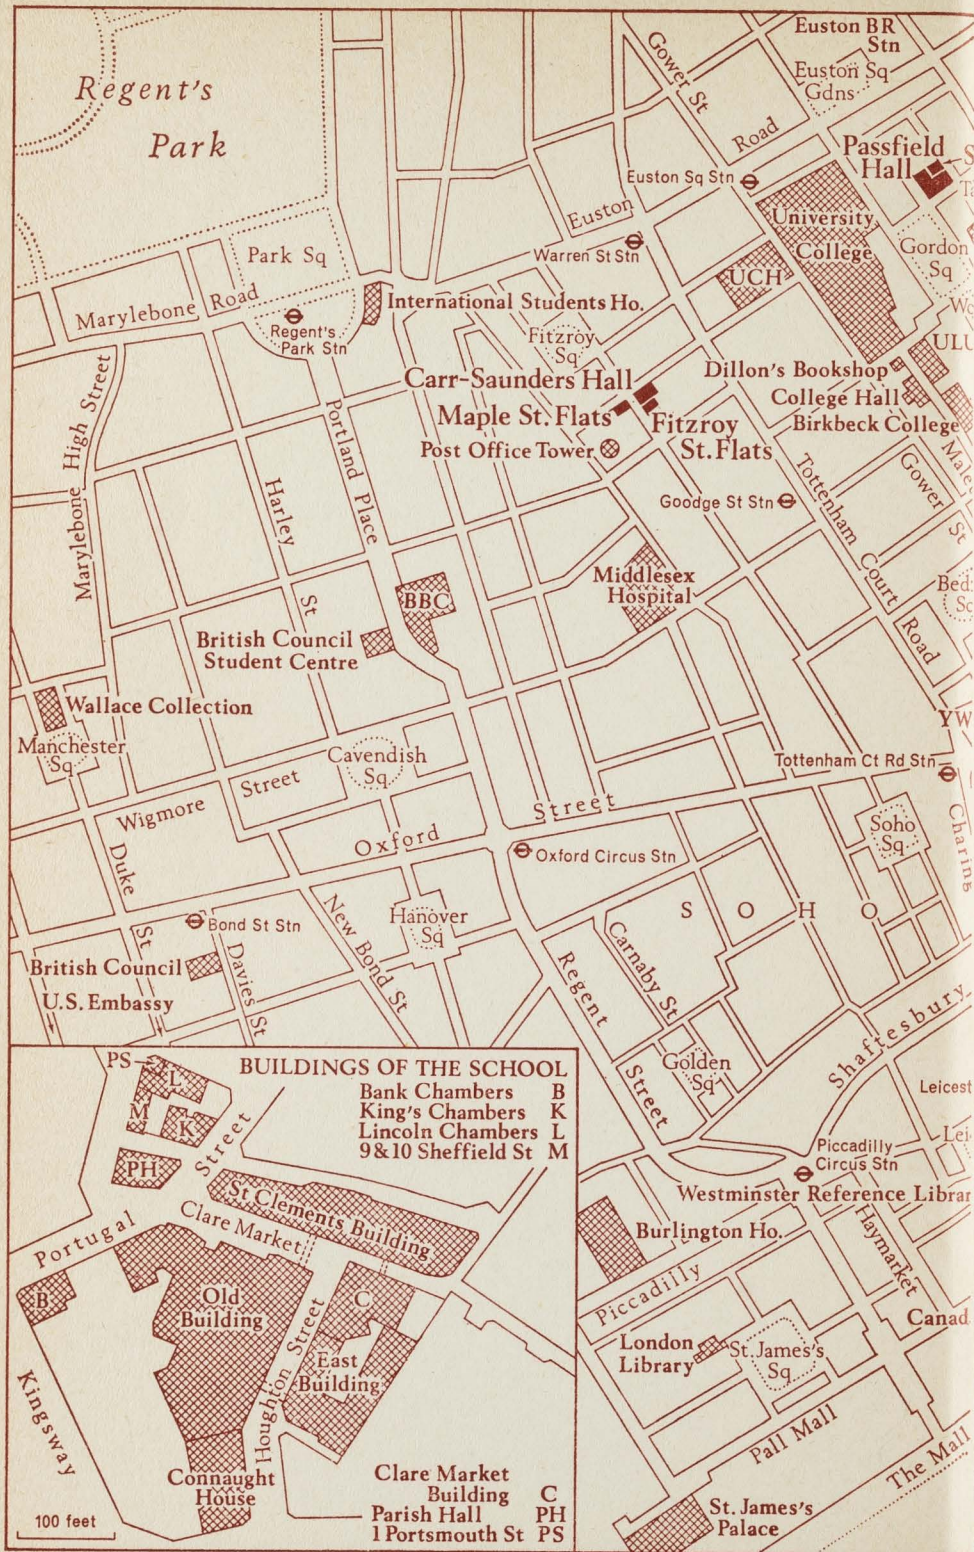 Regent's
Park
Gower St
Euston BR
Stn
Euston Sq
Gdns
Road
Passfield
Hall
Euston Sq Stn
University
College
Euston
Warren St Stn
Gordon
Sq
Park Sq
UCH
Marylebone Road
International Students Ho.
Regent's
Park Stn
Fitzroy
Sq
ULU
Dillon's Bookshop
College Hall
Birkbeck College
Carr-Saunders Hall
Maple St. Flats
Fitzroy
St. Flats
Post Office Tower
Marylebone High Street
Portland Place
Harley St
Goodge St Stn
Tottenham Court Road
Gower St
BBC
Middlesex
Hospital
British Council
Student Centre
Wallace Collection
YW
Manchester
Sq
Cavendish
Sq
Tottenham Ct Rd Stn
Wigmore Street
Oxford Street
Soho
Sq
Charing
Duke St
Oxford Circus Stn
SOHO
Bond St Stn
Hanover
Sq
New Bond St
Carnaby St
Davies St
British Council
U.S. Embassy
Regent Street
Golden
Sq
Shaftesbury
Leicest
Lei
Piccadilly
Circus Stn
Westminster Reference Librar
Burlington Ho.
Haymarket
Piccadilly
Canad
London
Library
St. James's
Sq
Pall Mall
The Mall
St. James's
Palace
BUILDINGS OF THE SCHOOL
Bank Chambers B
King's Chambers K
Lincoln Chambers L
9 & 10 Sheffield St M
PS
L
M
K
PH
Portugal Street
St Clements Building
Clare Market
B
Old
Building
C
East
Building
Houghton Street
Kingsway
Connaught
House
Clare Market
Building C
Parish Hall PH
1 Portsmouth St PS
100 feet